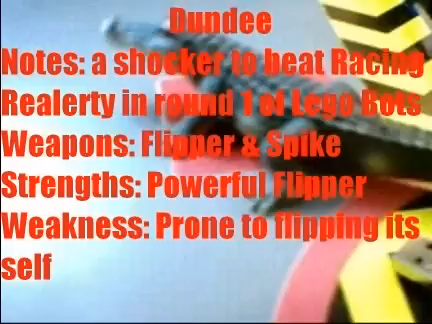 Dundee
Notes: a shocker to beat Racing
Realerty in round 1 of Lego Bots
Weapons: Flipper & Spike
Strengths: Powerful Flipper
Weakness: Prone to flipping its
self